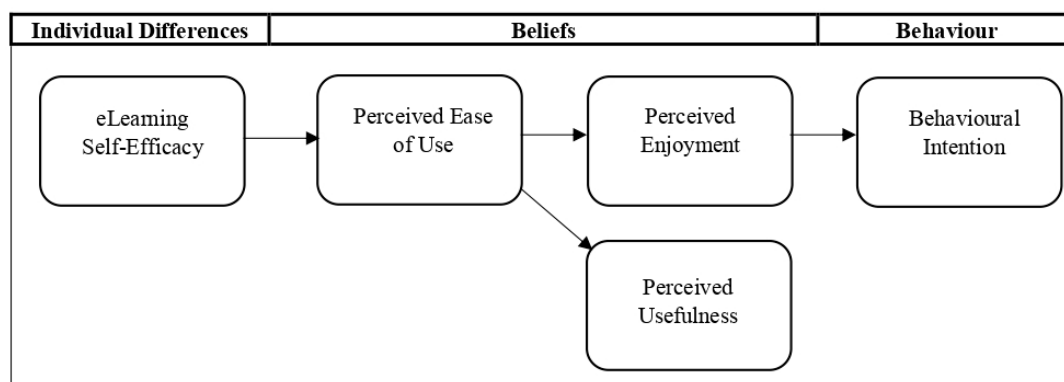 Individual Differences
Beliefs
Behaviour
eLearning
Self-Efficacy
Perceived Ease
of Use
Perceived
Enjoyment
Behavioural
Intention
Perceived
Usefulness